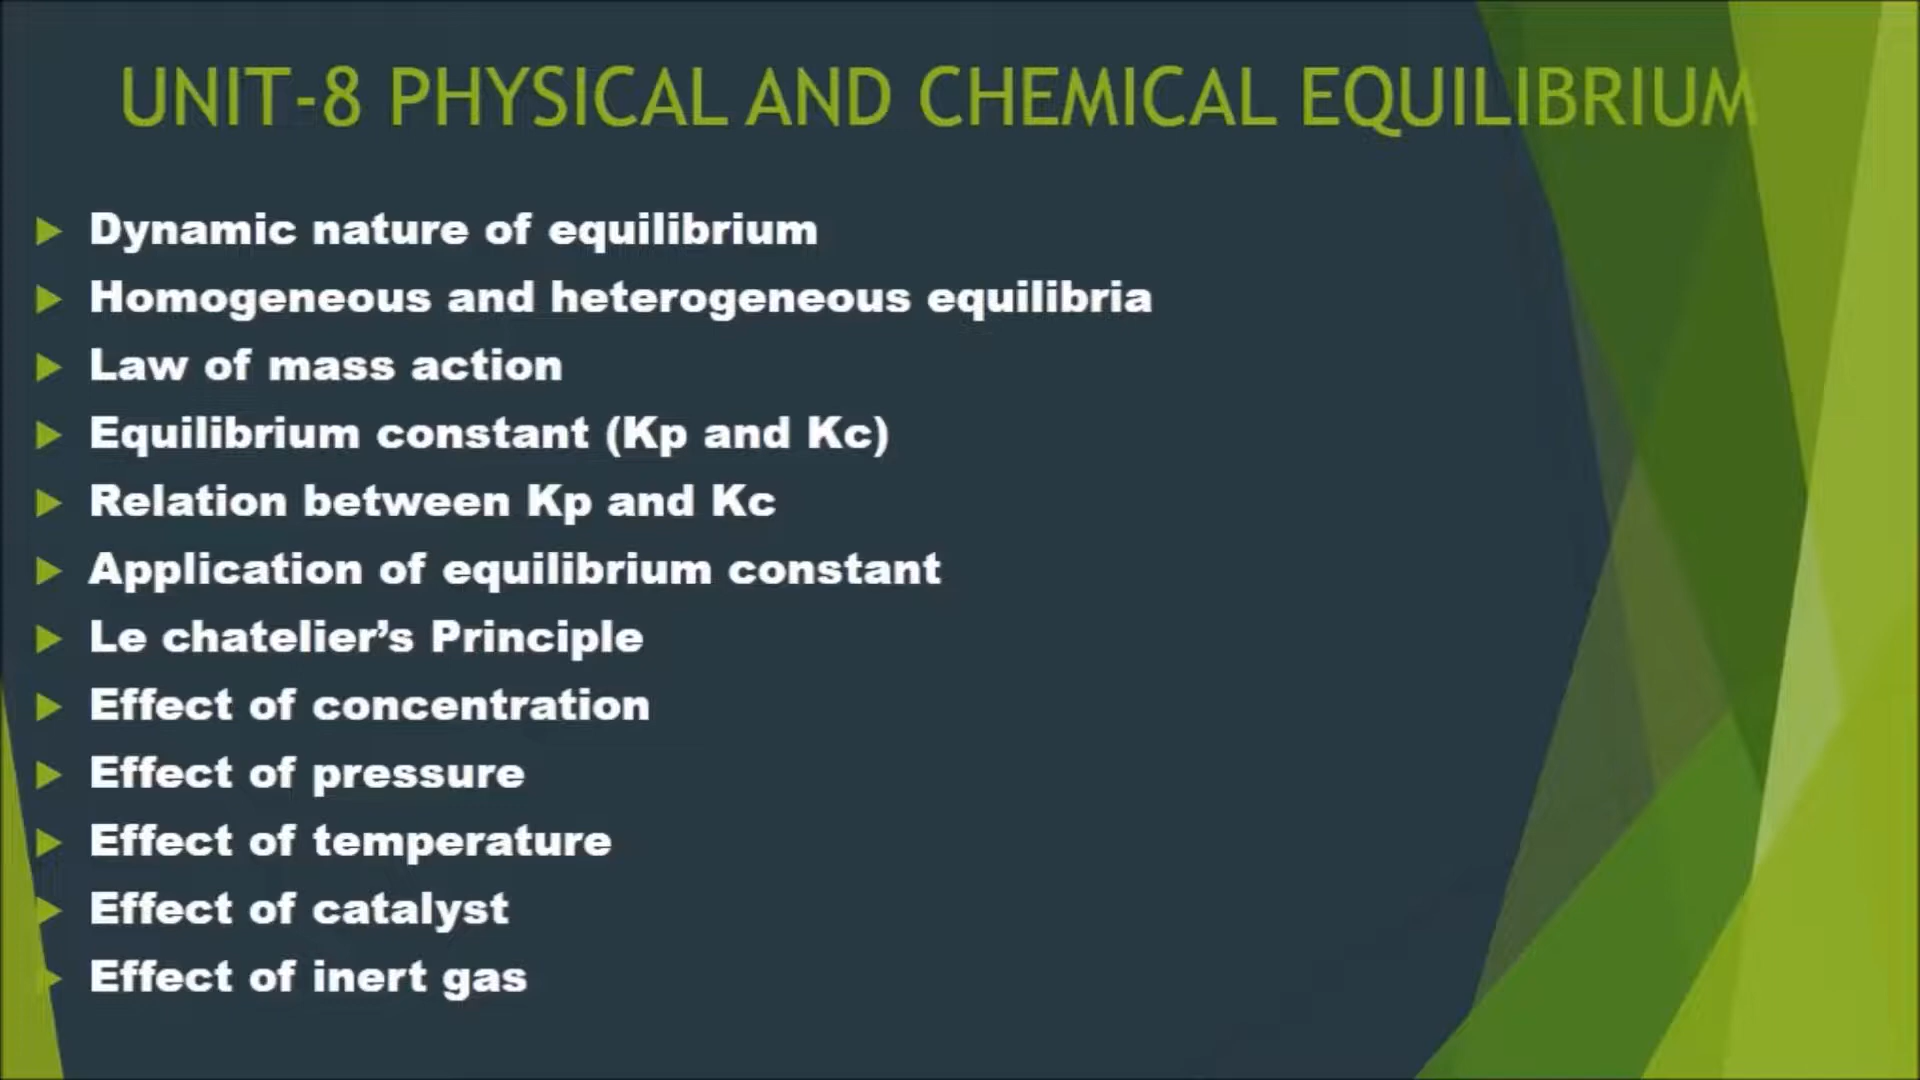 UNIT-8 PHYSICAL AND CHEMICAL EQUILIBRIUM
Dynamic nature of equilibrium
Homogeneous and heterogeneous equilibria
Law of mass action
Equilibrium constant (Kp and Kc)
Relation between Kp and Kc
Application of equilibrium constant
Le chatelier’s Principle
Effect of concentration
Effect of pressure
Effect of temperature
Effect of catalyst
Effect of inert gas